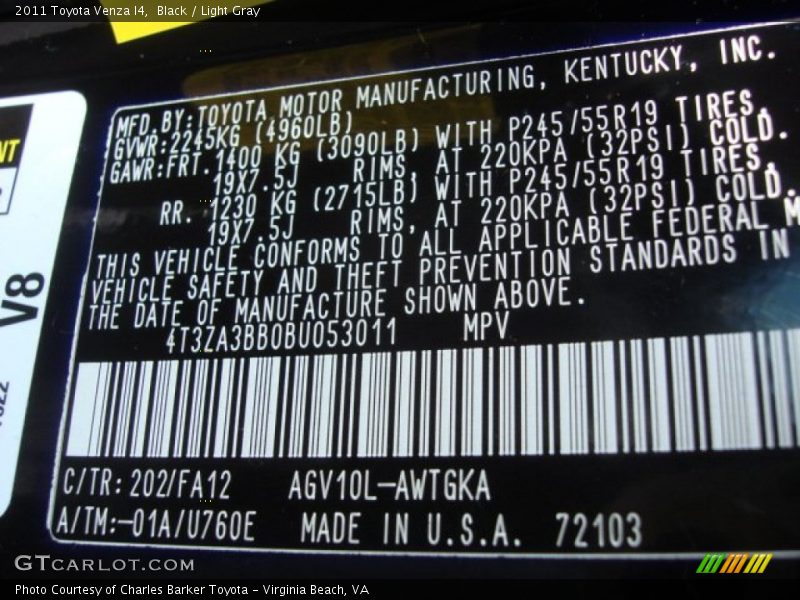 2011 Toyota Venza I4,  Black / Light Gray
NT
V8
MFD.BY:TOYOTA MOTOR MANUFACTURING, KENTUCKY, INC.
GVWR:2245KG (4960LB)
GAWR:FRT.1400 KG (3090LB) WITH P245/55R19 TIRES,
19X7.5J RIMS, AT 220KPA (32PSI) COLD.
RR. 1230 KG (2715LB) WITH P245/55R19 TIRES,
19X7.5J RIMS, AT 220KPA (32PSI) COLD.
THIS VEHICLE CONFORMS TO ALL APPLICABLE FEDERAL M
VEHICLE SAFETY AND THEFT PREVENTION STANDARDS IN
THE DATE OF MANUFACTURE SHOWN ABOVE.
4T3ZA3BB0BU053011 MPV
C/TR:202/FA12 AGV10L-AWTGKA
A/TM:-01A/U760E MADE IN U.S.A. 72103
GTCARLOT.COM
Photo Courtesy of Charles Barker Toyota - Virginia Beach, VA